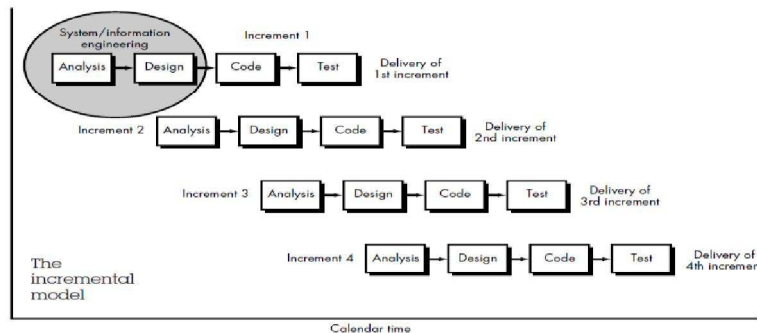 System/information
engineering
Increment 1
Analysis
Design
Code
Test
Delivery of
1st increment
Increment 2
Analysis
Design
Code
Test
Delivery of
2nd increment
Increment 3
Analysis
Design
Code
Test
Delivery of
3rd increment
Increment 4
Analysis
Design
Code
Test
Delivery of
4th increment
The
incremental
model
Calendar time